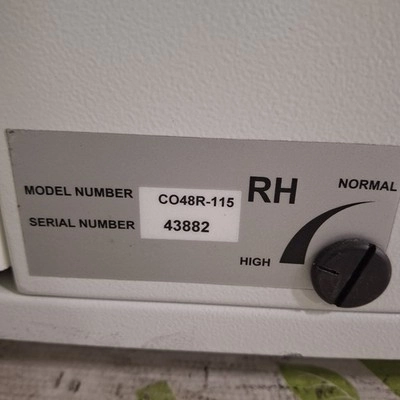 MODEL NUMBER CO48R-115
SERIAL NUMBER 43882
RH
NORMAL
HIGH